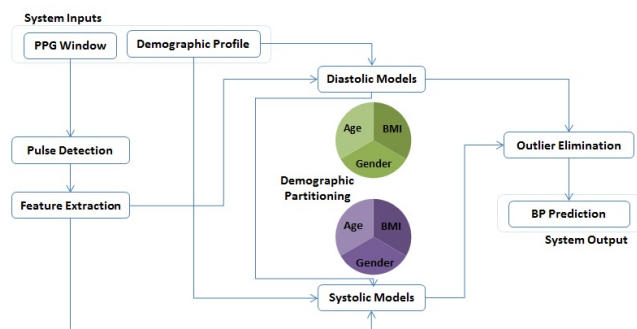 System Inputs
PPG Window
Demographic Profile
Diastolic Models
Age
BMI
Gender
Pulse Detection
Outlier Elimination
Demographic
Partitioning
Feature Extraction
BP Prediction
System Output
Age
BMI
Gender
Systolic Models